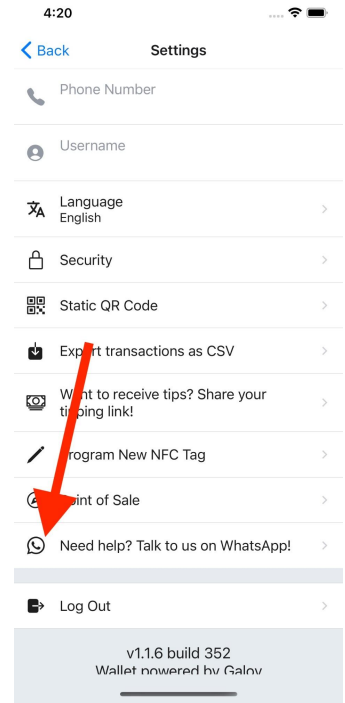 4:20
Back
Settings
Phone Number
Username
Language
English
Security
Static QR Code
Export transactions as CSV
Want to receive tips? Share your
tipping link!
Program New NFC Tag
Point of Sale
Need help? Talk to us on WhatsApp!
Log Out
v1.1.6 build 352
Wallet powered by Galoy